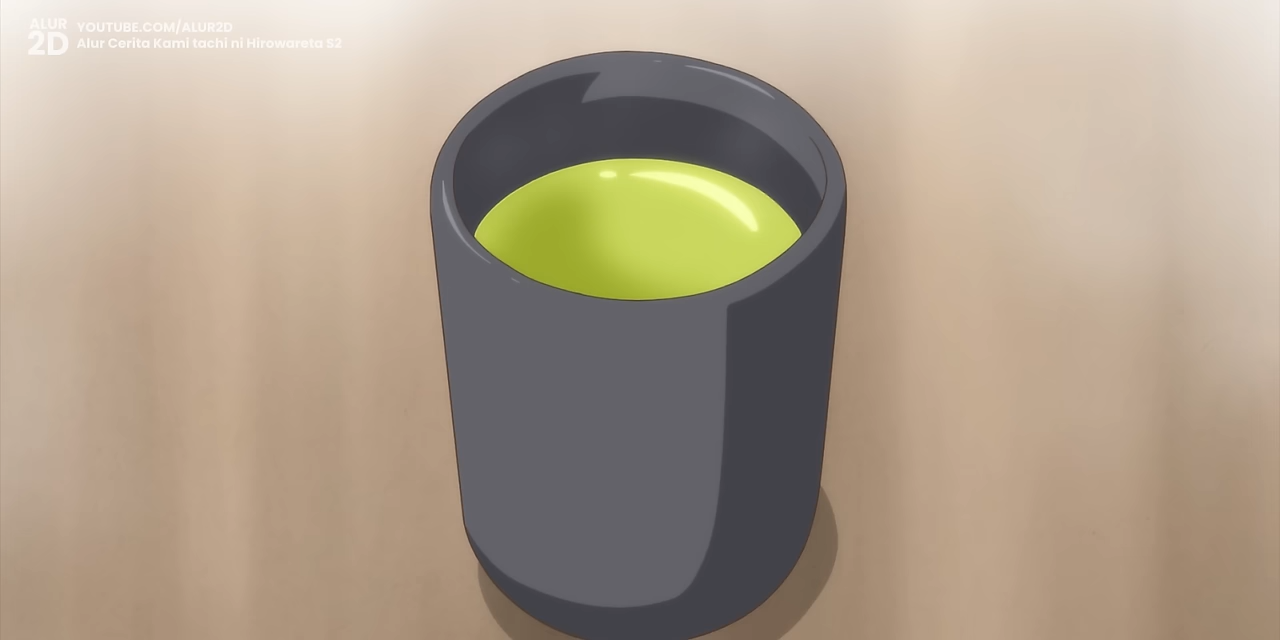 ALUR
2D
YOUTUBE.COM/ALUR2D
Alur Cerita Kami tachi ni Hirowareta S2